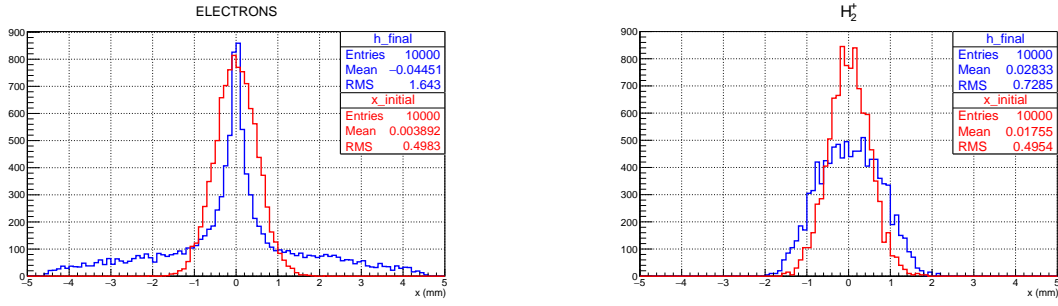 ELECTRONS
h_final
Entries 10000
Mean −0.04451
RMS 1.643
x_initial
Entries 10000
Mean 0.003892
RMS 0.4983
900
800
700
600
500
400
300
200
100
0
−5 −4 −3 −2 −1 0 1 2 3 4 5
x (mm)
H₂⁺
h_final
Entries 10000
Mean 0.02833
RMS 0.7285
x_initial
Entries 10000
Mean 0.01755
RMS 0.4954
900
800
700
600
500
400
300
200
100
0
−5 −4 −3 −2 −1 0 1 2 3 4 5
x (mm)